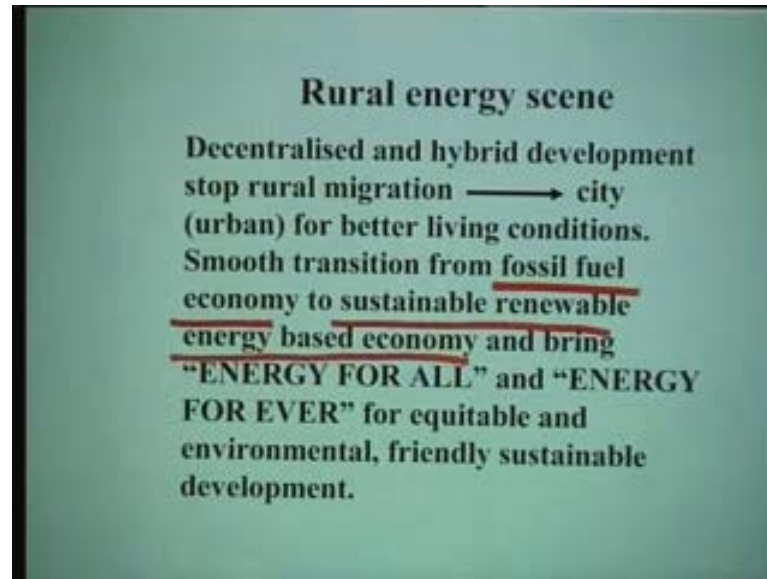 Rural energy scene
Decentralised and hybrid development
stop rural migration ⟶ city
(urban) for better living conditions.
Smooth transition from fossil fuel
economy to sustainable renewable
energy based economy and bring
“ENERGY FOR ALL” and “ENERGY
FOR EVER” for equitable and
environmental, friendly sustainable
development.